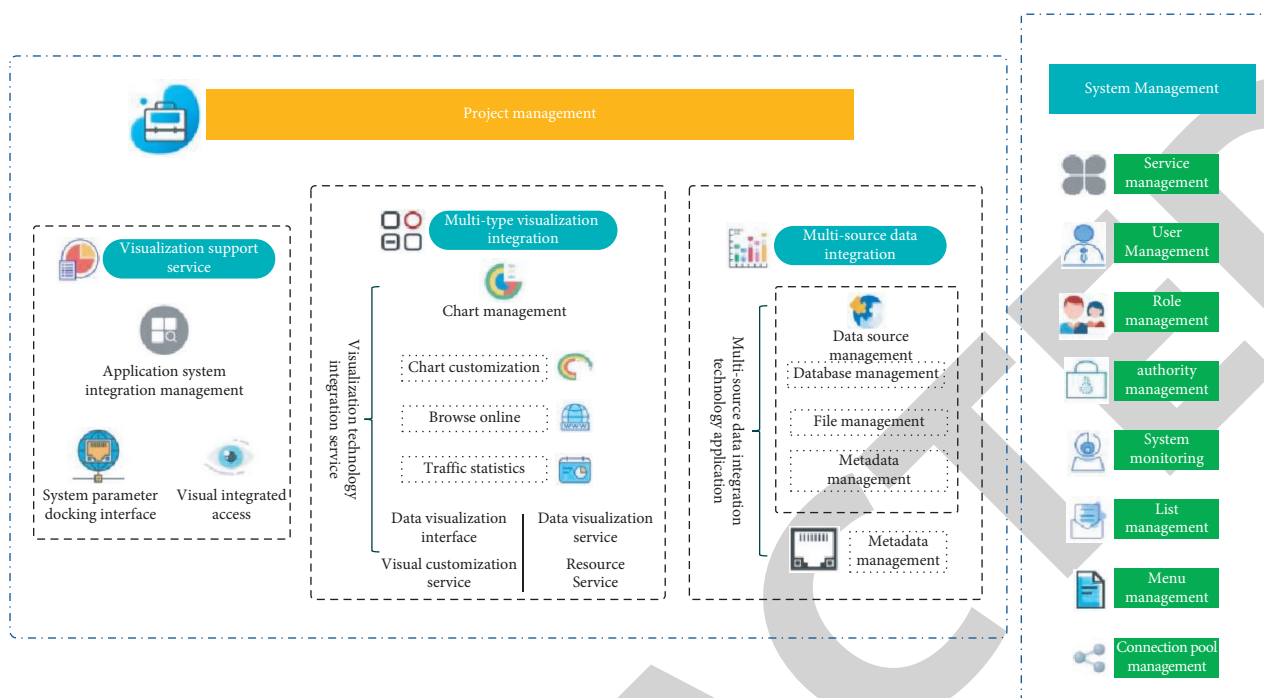 Project management
Visualization support
service
Application system
integration management
System parameter
docking interface
Visual integrated
access
Multi-type visualization
integration
Visualization technology
integration service
Chart management
Chart customization
Browse online
Traffic statistics
Data visualization
interface
Data visualization
service
Visual customization
service
Resource
Service
Multi-source data
integration
Multi-source data integration
technology application
Data source
management
Database management
File management
Metadata
management
Metadata
management
System Management
Service
management
User
Management
Role
management
authority
management
System
monitoring
List
management
Menu
management
Connection pool
management